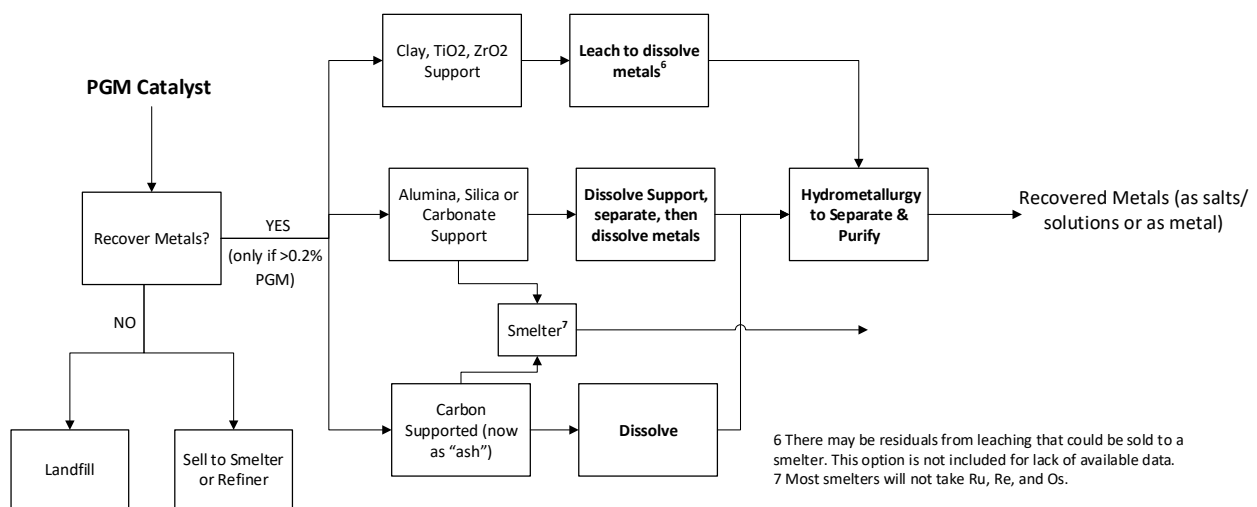 PGM Catalyst
Recover Metals?
YES
(only if >0.2%
PGM)
NO
Landfill
Sell to Smelter
or Refiner
Clay, TiO2, ZrO2
Support
Leach to dissolve
metals6
Alumina, Silica or
Carbonate
Support
Dissolve Support,
separate, then
dissolve metals
Smelter7
Carbon
Supported (now
as “ash”)
Dissolve
Hydrometallurgy
to Separate &
Purify
Recovered Metals (as salts/
solutions or as metal)
6 There may be residuals from leaching that could be sold to a
smelter. This option is not included for lack of available data.
7 Most smelters will not take Ru, Re, and Os.